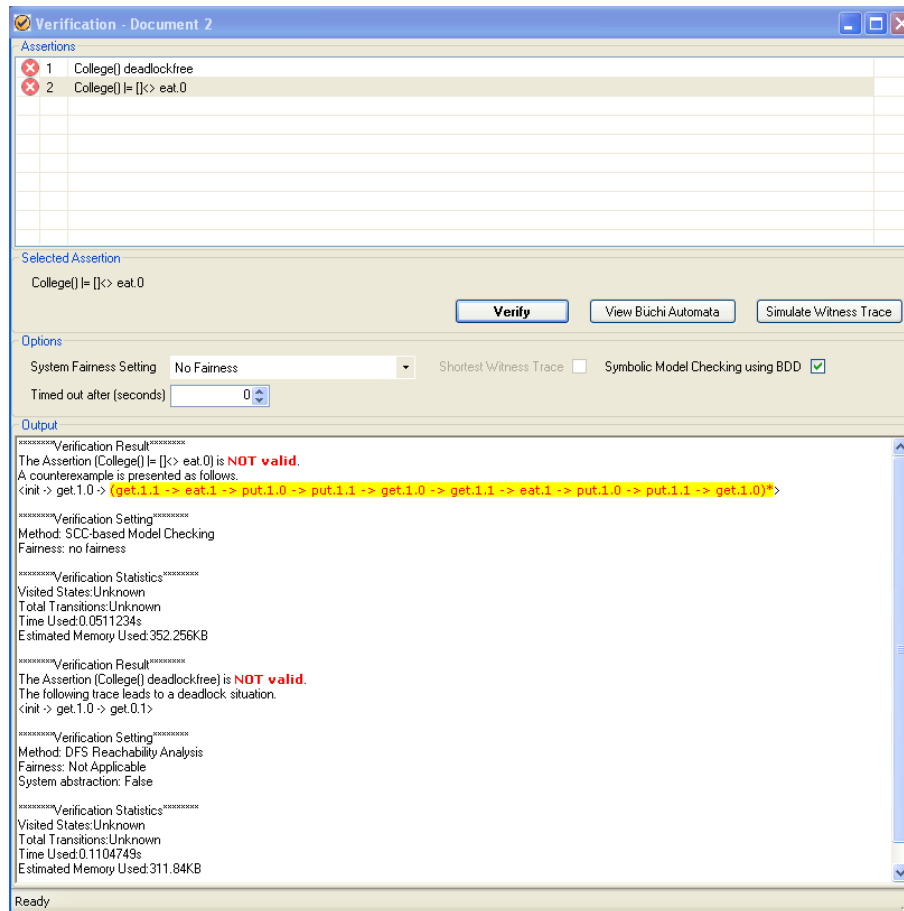 Verification - Document 2
Assertions
1 College() deadlockfree
2 College() |= []<> eat.0
Selected Assertion
College() |= []<> eat.0
Verify View Büchi Automata Simulate Witness Trace
Options
System Fairness Setting No Fairness Shortest Witness Trace Symbolic Model Checking using BDD
Timed out after (seconds) 0
Output
********Verification Result********
The Assertion (College() |= []<> eat.0) is NOT valid.
A counterexample is presented as follows.
<init -> get.1.0 -> (get.1.1 -> eat.1 -> put.1.0 -> put.1.1 -> get.1.0 -> get.1.1 -> eat.1 -> put.1.0 -> put.1.1 -> get.1.0)*>
********Verification Setting********
Method: SCC-based Model Checking
Fairness: no fairness
********Verification Statistics********
Visited States:Unknown
Total Transitions:Unknown
Time Used:0.0511234s
Estimated Memory Used:352.256KB
********Verification Result********
The Assertion (College() deadlockfree) is NOT valid.
The following trace leads to a deadlock situation.
<init -> get.1.0 -> get.0.1>
********Verification Setting********
Method: DFS Reachability Analysis
Fairness: Not Applicable
System abstraction: False
********Verification Statistics********
Visited States:Unknown
Total Transitions:Unknown
Time Used:0.1104749s
Estimated Memory Used:311.84KB
Ready